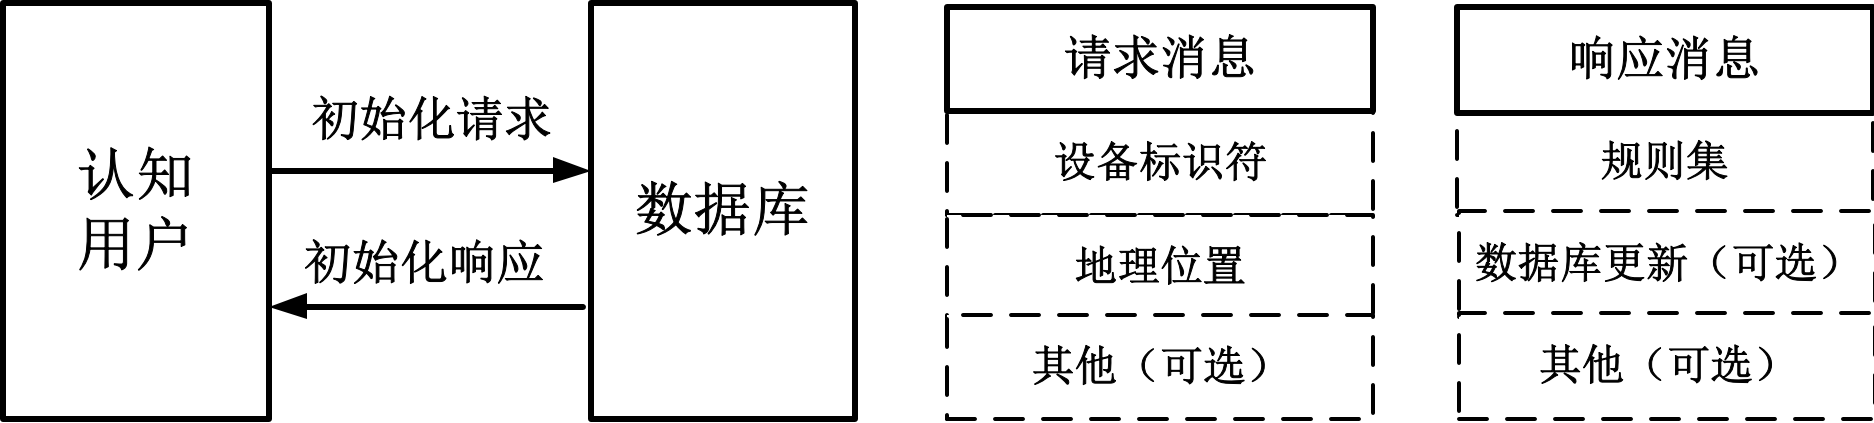 认知
用户
初始化请求
初始化响应
数据库
请求消息
设备标识符
地理位置
其他（可选）
响应消息
规则集
数据库更新（可选）
其他（可选）